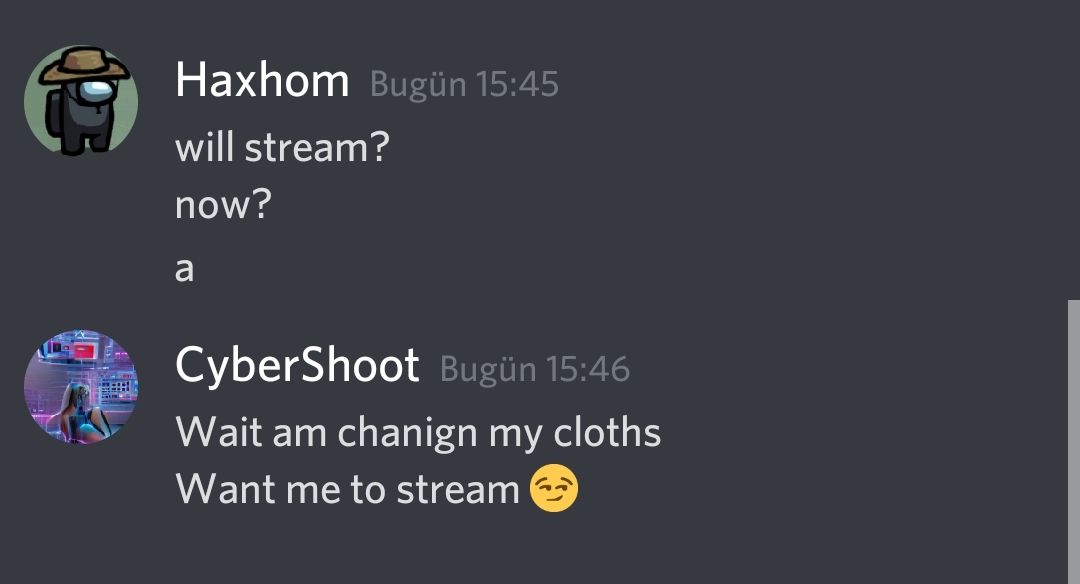 Haxhom Bugün 15:45
will stream?
now?
a
CyberShoot Bugün 15:46
Wait am chanign my cloths
Want me to stream 😏